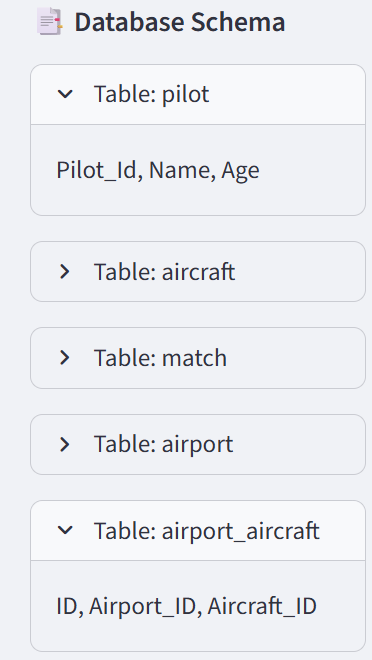 Database Schema
Table: pilot
Pilot_Id, Name, Age
Table: aircraft
Table: match
Table: airport
Table: airport_aircraft
ID, Airport_ID, Aircraft_ID